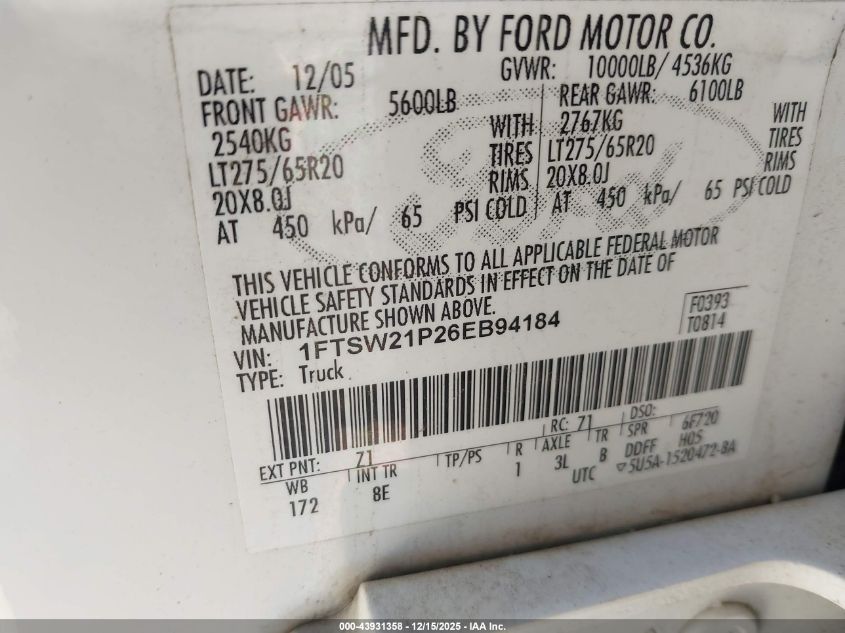 MFD. BY FORD MOTOR CO.
DATE: 12/05 GVWR: 10000LB/ 4536KG
FRONT GAWR: 5600LB REAR GAWR: 6100LB
2540KG WITH 2767KG WITH
LT275/65R20 TIRES LT275/65R20 TIRES
20X8.0J RIMS 20X8.0J RIMS
AT 450 kPa/ 65 PSI COLD AT 450 kPa/ 65 PSI COLD
THIS VEHICLE CONFORMS TO ALL APPLICABLE FEDERAL MOTOR
VEHICLE SAFETY STANDARDS IN EFFECT ON THE DATE OF
MANUFACTURE SHOWN ABOVE.
VIN: 1FTSW21P26EB94184 F0393
TYPE: Truck T0814
EXT PNT: Z1 RC: 71 DSO:
WB INT TR TP/PS R AXLE TR SPR 6F720
172 8E 1 3L B DDFF HQS
UTC ▽5U5A-1520472-BA
000-43931358 - 12/15/2025 - IAA Inc.